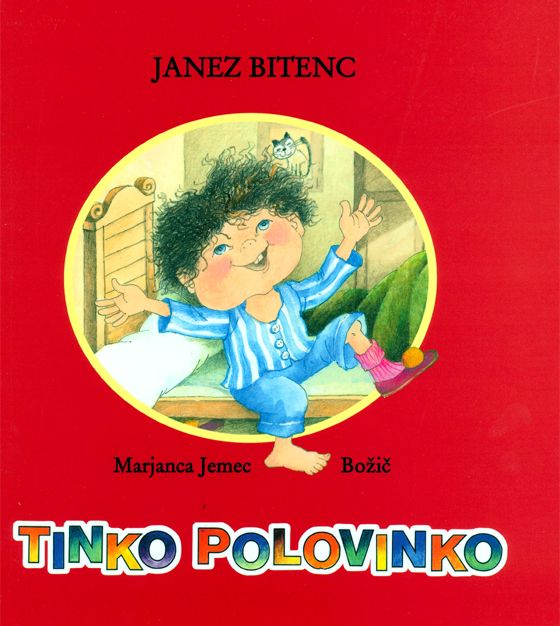 JANEZ BITENC
Marjanca Jemec Božič
TINKO POLOVINKO